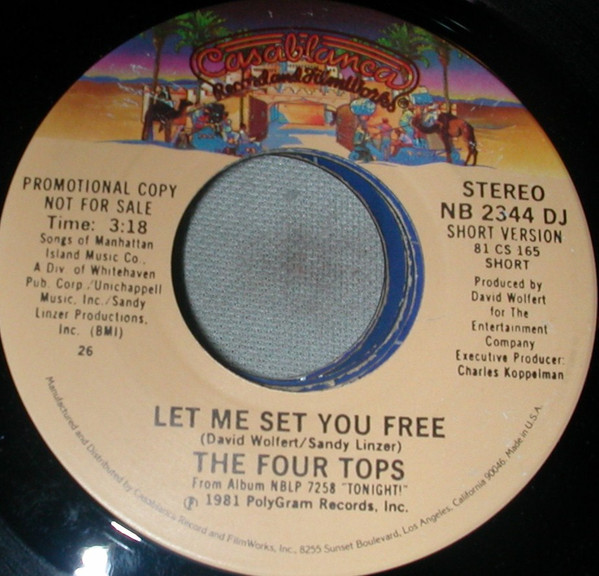 Casablanca
Record and FilmWorks
PROMOTIONAL COPY
NOT FOR SALE
Time: 3:18
Songs of Manhattan
Island Music Co.,
A Div. of Whitehaven
Pub. Corp./Unichappell
Music, Inc./Sandy
Linzer Productions,
Inc. (BMI)
26
STEREO
NB 2344 DJ
SHORT VERSION
81 CS 165
SHORT
Produced by
David Wolfert
for The
Entertainment
Company
Executive Producer:
Charles Koppelman
LET ME SET YOU FREE
(David Wolfert/Sandy Linzer)
THE FOUR TOPS
From Album NBLP 7258 "TONIGHT!"
Ⓟ 1981 PolyGram Records, Inc.
Manufactured and Distributed by Casablanca Record and FilmWorks, Inc., 8255 Sunset Boulevard, Los Angeles, California 90046. Made in U.S.A.